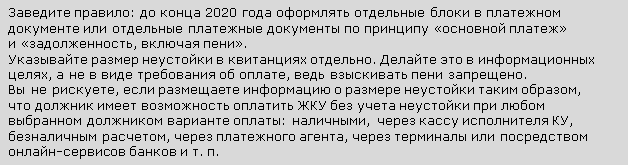 Заведите правило: до конца 2020 года оформлять отдельные блоки в платежном
документе или отдельные платежные документы по принципу «основной платеж»
и «задолженность, включая пени».
Указывайте размер неустойки в квитанциях отдельно. Делайте это в информационных
целях, а не в виде требования об оплате, ведь взыскивать пени запрещено.
Вы не рискуете, если размещаете информацию о размере неустойки таким образом,
что должник имеет возможность оплатить ЖКУ без учета неустойки при любом
выбранном должником варианте оплаты: наличными, через кассу исполнителя КУ,
безналичным расчетом, через платежного агента, через терминалы или посредством
онлайн-сервисов банков и т. п.